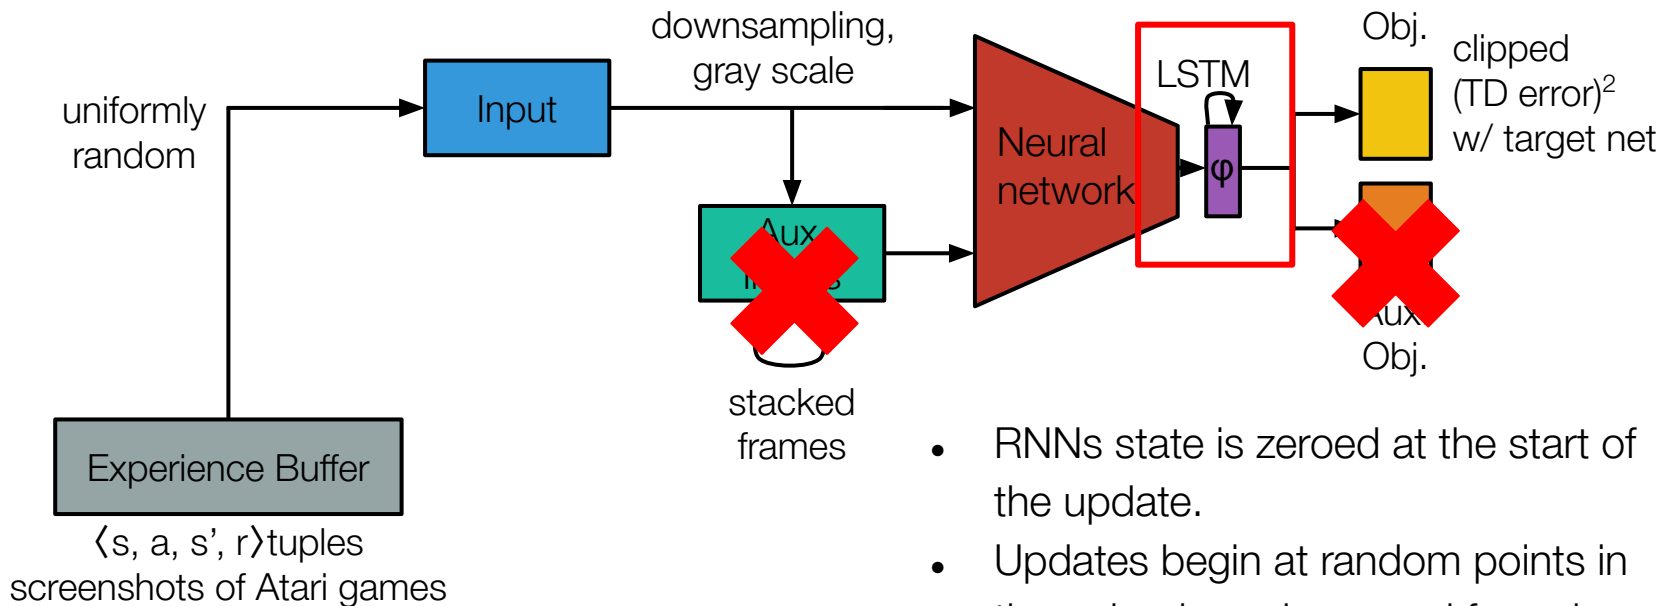 downsampling,
gray scale
uniformly
random
Input
LSTM
Obj.
clipped
(TD error)²
w/ target net
Neural
network
φ
Aux
stacked
frames
Aux
Obj.
Experience Buffer
⟨s, a, s’, r⟩tuples
screenshots of Atari games
• RNNs state is zeroed at the start of
the update.
• Updates begin at random points in